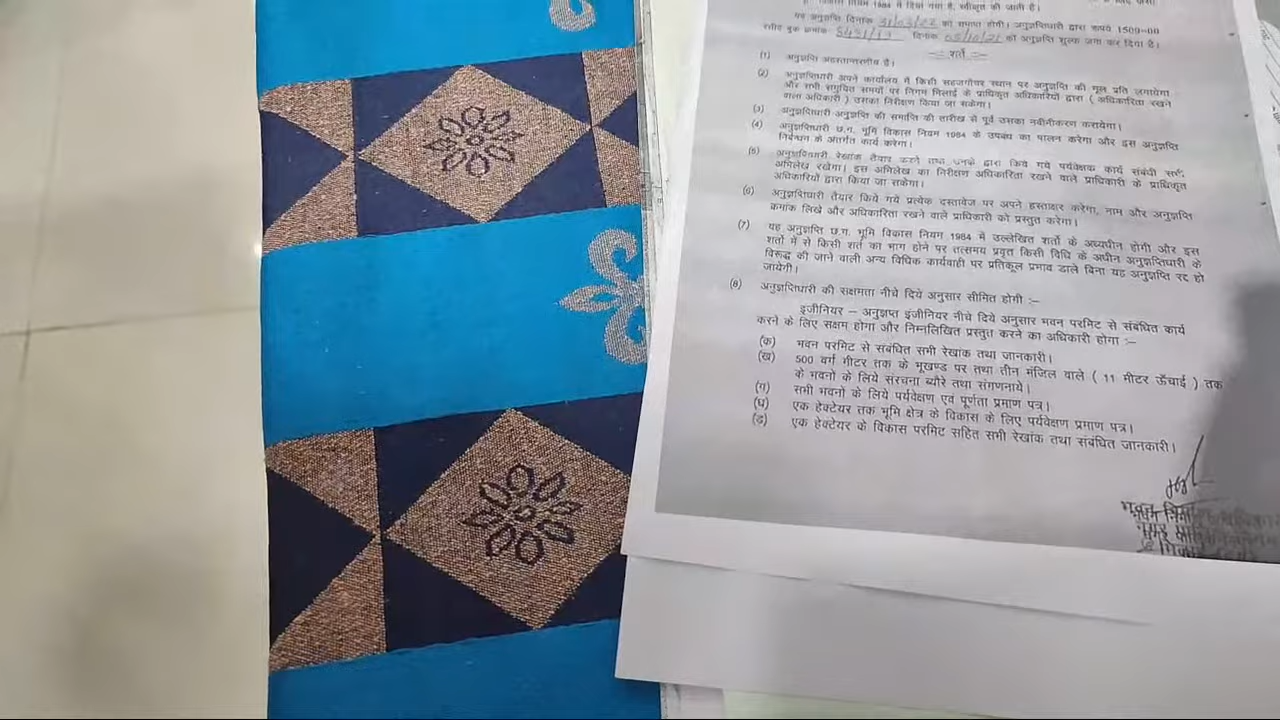 विकास नियम 1984 में दिया गया है, स्वीकृत की जाती है।
यह अनुज्ञप्ति दिनांक 31/03/22 को समाप्त होगी। अनुज्ञप्तिधारी द्वारा रूपये 1500=00
रसीद बुक क्रमांक 5451/19 दिनांक 05/10/21 को अनुज्ञप्ति शुल्क जमा कर दिया है।
-:: शर्ते ::-
(1) अनुज्ञप्ति अहस्तान्तरणीय है।
(2) अनुज्ञप्तिधारी अपने कार्यालय में किसी सहजगोचर स्थान पर अनुज्ञप्ति की मूल प्रति लगायेगा
और सभी समुचित समयों पर निगम भिलाई के प्राधिकृत अधिकारियों द्वारा ( अधिकारिता रखने
वाला अधिकारी ) उसका निरीक्षण किया जा सकेगा।
(3) अनुज्ञप्तिधारी अनुज्ञप्ति की समाप्ति की तारीख से पूर्व उसका नवीनीकरण करायेगा।
(4) अनुज्ञप्तिधारी छ.ग. भूमि विकास नियम 1984 के उपबंध का पालन करेगा और इस अनुज्ञप्ति
निर्बन्धन के अंतर्गत कार्य करेगा।
(5) अनुज्ञप्तिधारी रेखांक तैयार करने तथा उनके द्वारा किये गये पर्यवेक्षक कार्य संबंधी सभी
अभिलेख रखेगा। इस अभिलेख का निरीक्षण अधिकारिता रखने वाले प्राधिकारी के प्राधिकृत
अधिकारियों द्वारा किया जा सकेगा।
(6) अनुज्ञप्तिधारी तैयार किये गये प्रत्येक दस्तावेज पर अपने हस्ताक्षर करेगा, नाम और अनुज्ञप्ति
कमांक लिखे और अधिकारिता रखने वाले प्राधिकारी को प्रस्तुत करेगा।
(7) यह अनुज्ञप्ति छ.ग. भूमि विकास नियम 1984 में उल्लेखित शर्तो के अध्यधीन होगी और इस
शर्तो में से किसी शर्त का भाग होने पर तत्समय प्रवृत किसी विधि के अधीन अनुज्ञप्तिधारी के
विरूद्ध की जाने वाली अन्य विधिक कार्यवाही पर प्रतिकूल प्रभाव डाले बिना यह अनुज्ञप्ति रद्द हो
जायेगी।
(8) अनुज्ञप्तिधारी की सक्षमता नीचे दिये अनुसार सीमित होगी :–
इंजीनियर – अनुज्ञप्त इंजीनियर नीचे दिये अनुसार भवन परमिट से संबंधित कार्य
करने के लिए सक्षम होगा और निम्नलिखित प्रस्तुत करने का अधिकारी होगा :–
(क) भवन परमिट से संबंधित सभी रेखांक तथा जानकारी।
(ख) 500 वर्ग मीटर तक के भूखण्ड पर तथा तीन मंजिल वाले ( 11 मीटर ऊँचाई ) तक
के भवनों के लिये संरचना ब्यौरे तथा संगणनाये।
(ग) सभी भवनों के लिये पर्यवेक्षण एवं पूर्णता प्रमाण पत्र।
(घ) एक हेक्टेयर तक भूमि क्षेत्र के विकास के लिए पर्यवेक्षण प्रमाण पत्र।
(ड) एक हेक्टेयर के विकास परमिट सहित सभी रेखांक तथा संबंधित जानकारी।